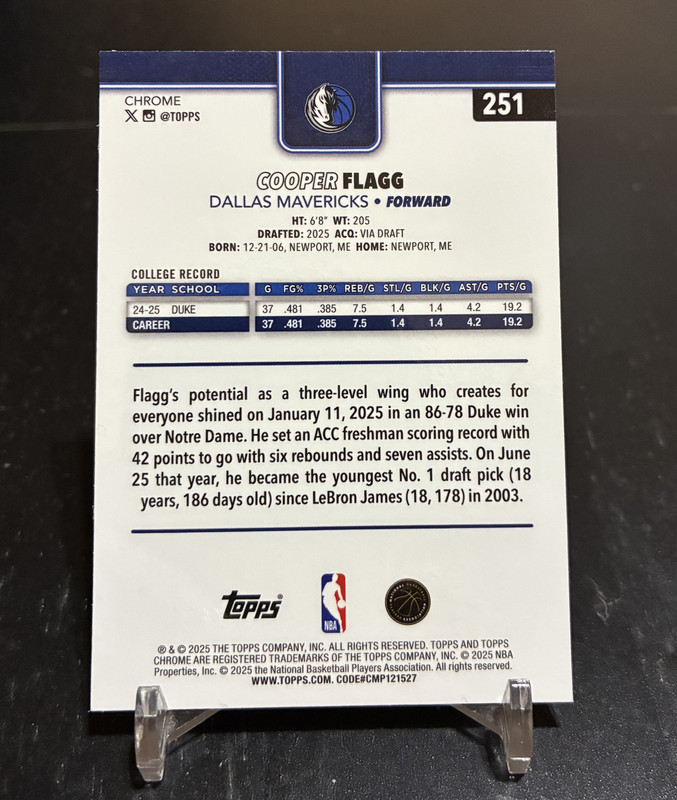 CHROME
251
X @TOPPS
COOPER FLAGG
DALLAS MAVERICKS • FORWARD
HT: 6'8" WT: 205
DRAFTED: 2025 ACQ: VIA DRAFT
BORN: 12-21-06, NEWPORT, ME HOME: NEWPORT, ME
COLLEGE RECORD
YEAR SCHOOL G FG% 3P% REB/G STL/G BLK/G AST/G PTS/G
24-25 DUKE 37 .481 .385 7.5 1.4 1.4 4.2 19.2
CAREER 37 .481 .385 7.5 1.4 1.4 4.2 19.2
Flagg's potential as a three-level wing who creates for
everyone shined on January 11, 2025 in an 86-78 Duke win
over Notre Dame. He set an ACC freshman scoring record with
42 points to go with six rebounds and seven assists. On June
25 that year, he became the youngest No. 1 draft pick (18
years, 186 days old) since LeBron James (18, 178) in 2003.
Topps®
NBA
® & © 2025 THE TOPPS COMPANY, INC. ALL RIGHTS RESERVED. TOPPS AND TOPPS
CHROME ARE REGISTERED TRADEMARKS OF THE TOPPS COMPANY, INC. © 2025 NBA
Properties, Inc. © 2025 the National Basketball Players Association. All rights reserved.
WWW.TOPPS.COM. CODE#CMP121527